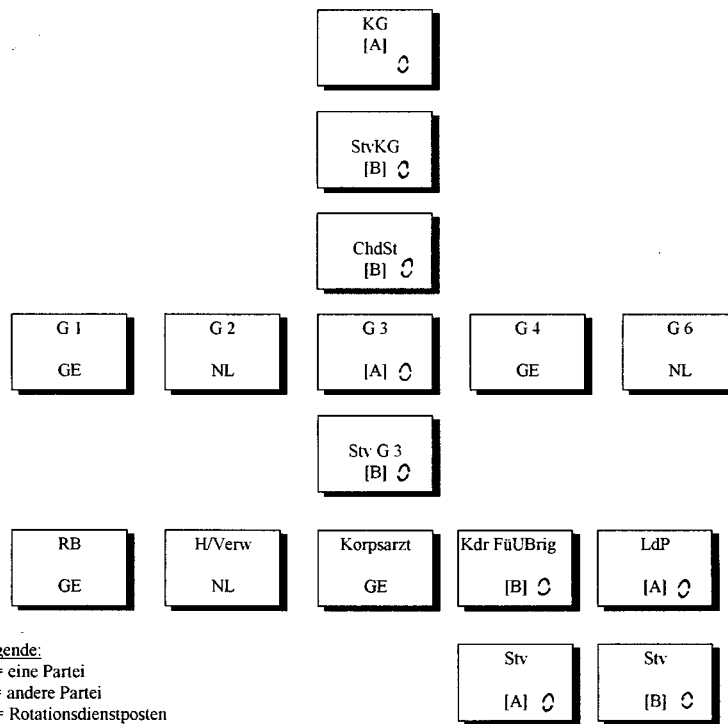 KG
[A]
StvKG
[B]
ChdSt
[B]
G 1
GE
G 2
NL
G 3
[A]
G 4
GE
G 6
NL
Stv G 3
[B]
RB
GE
H/Verw
NL
Korpsarzt
GE
Kdr FüUBrig
[B]
LdP
[A]
gende:
= eine Partei
= andere Partei
= Rotationsdienstposten
Stv
[A]
Stv
[B]